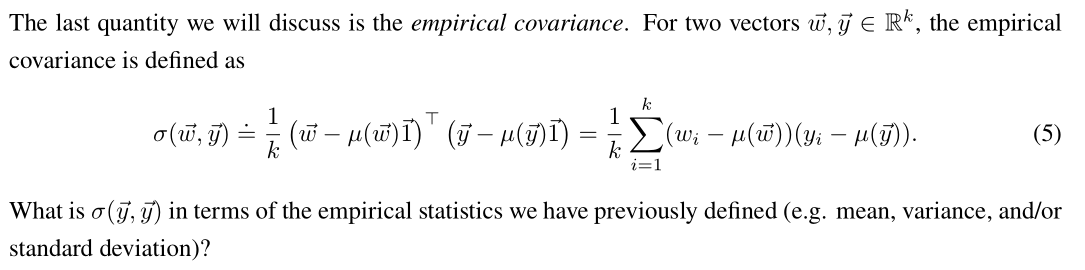 The last quantity we will discuss is the empirical covariance. For two vectors $\vec{w}, \vec{y} \in \mathbb{R}^k$, the empirical
covariance is defined as
$\sigma(\vec{w}, \vec{y}) \doteq \frac{1}{k} \left(\vec{w} - \mu(\vec{w})\vec{1}\right)^\top \left(\vec{y} - \mu(\vec{y})\vec{1}\right) = \frac{1}{k} \sum_{i=1}^{k} (w_i - \mu(\vec{w}))(y_i - \mu(\vec{y})).$ (5)
What is $\sigma(\vec{y}, \vec{y})$ in terms of the empirical statistics we have previously defined (e.g. mean, variance, and/or
standard deviation)?